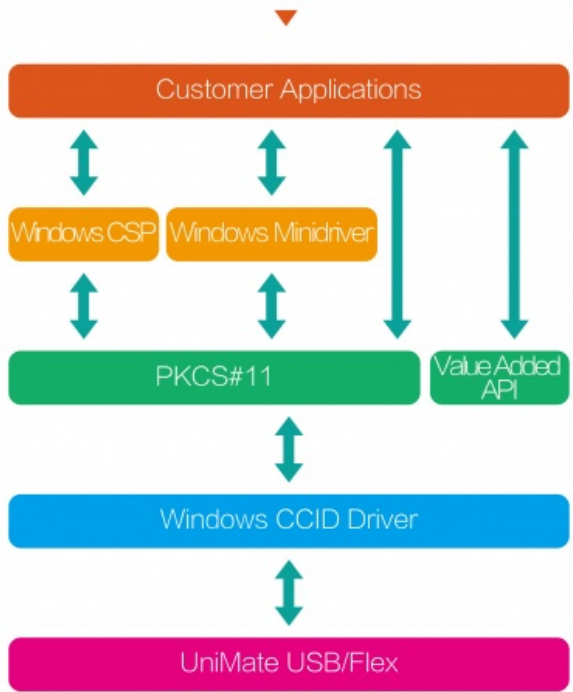 Customer Applications
Windows CSP
Windows Minidriver
PKCS#11
Value Added
API
Windows CCID Driver
UniMate USB/Flex